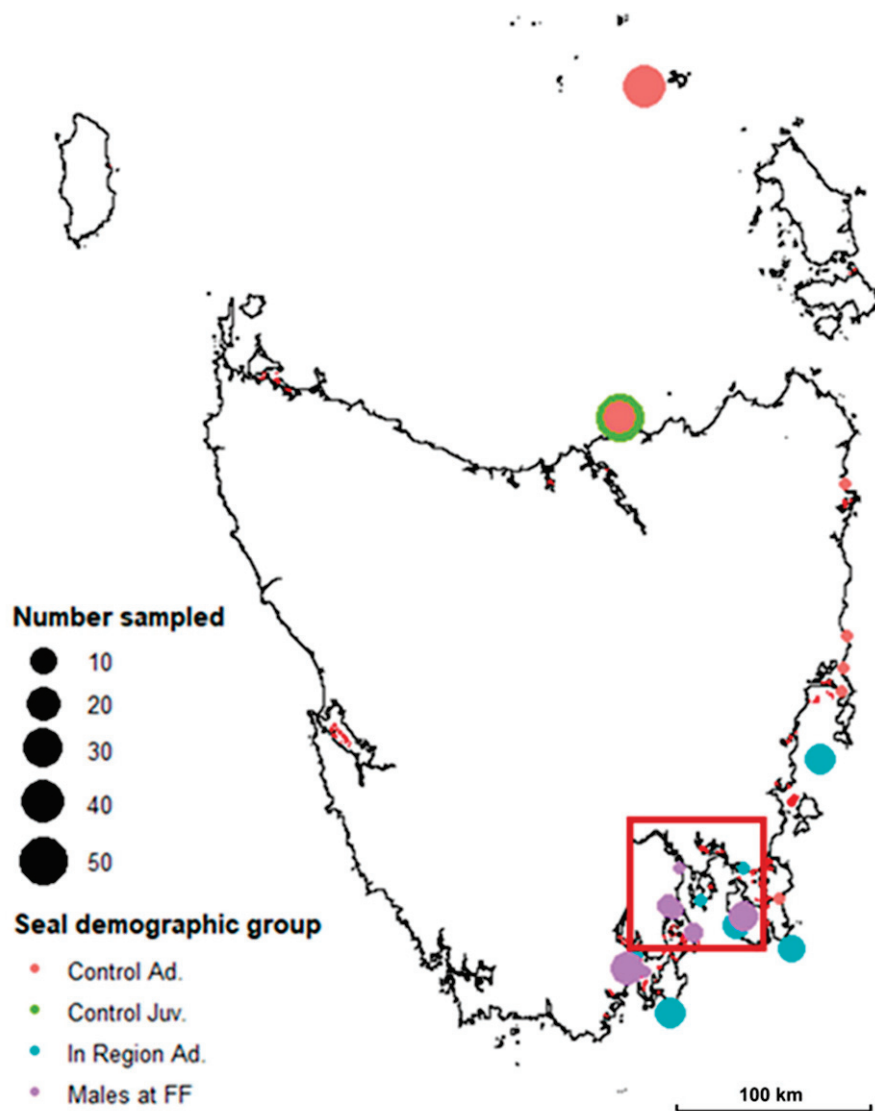 Number sampled
10
20
30
40
50
Seal demographic group
Control Ad.
Control Juv.
In Region Ad.
Males at FF
100 km